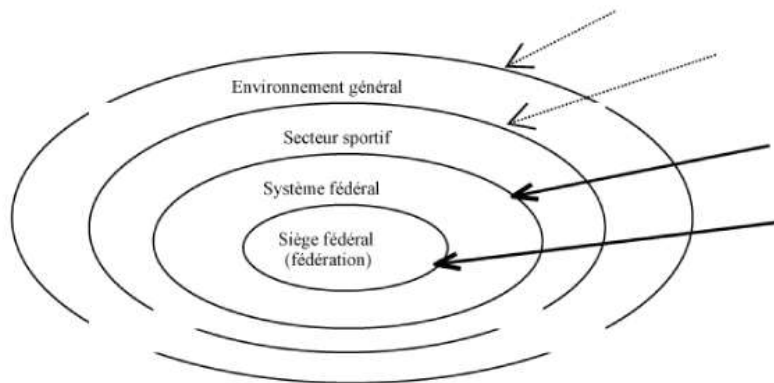 Environnement général
Secteur sportif
Système fédéral
Siège fédéral
(fédération)